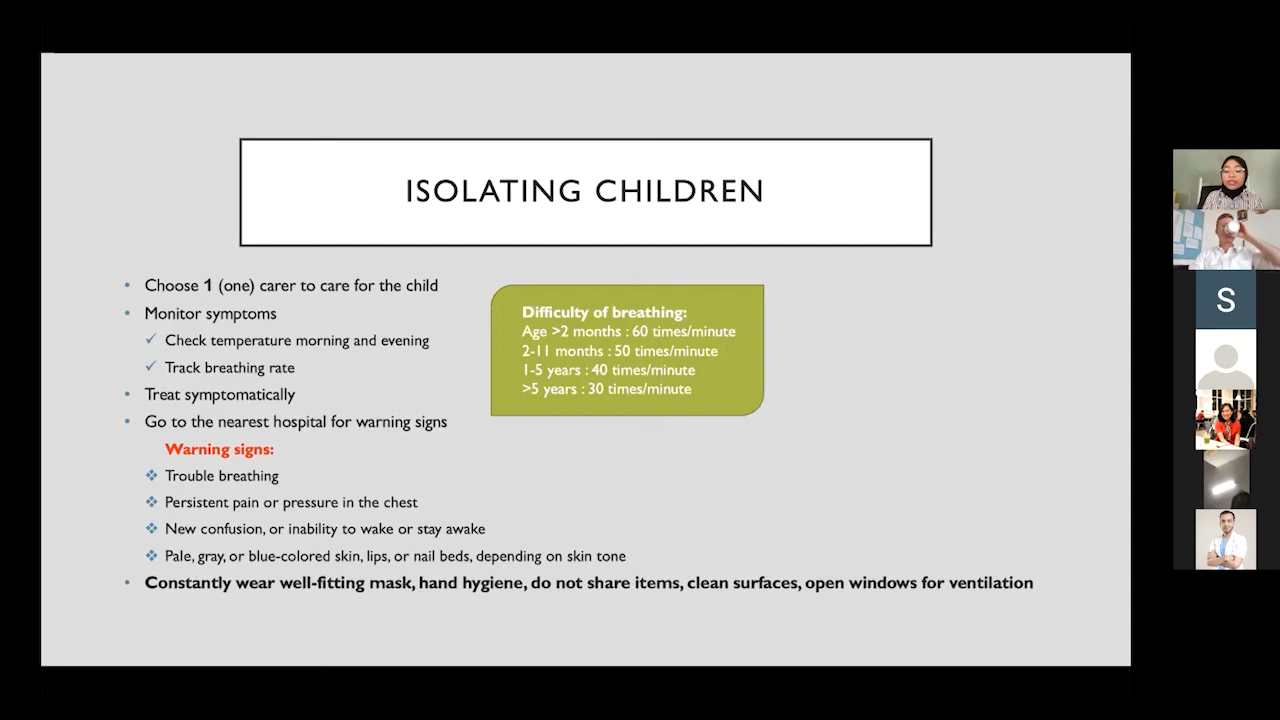 ISOLATING CHILDREN
Choose 1 (one) carer to care for the child
Monitor symptoms
Check temperature morning and evening
Track breathing rate
Treat symptomatically
Go to the nearest hospital for warning signs
Warning signs:
Trouble breathing
Persistent pain or pressure in the chest
New confusion, or inability to wake or stay awake
Pale, gray, or blue-colored skin, lips, or nail beds, depending on skin tone
Constantly wear well-fitting mask, hand hygiene, do not share items, clean surfaces, open windows for ventilation
Difficulty of breathing:
Age >2 months : 60 times/minute
2-11 months : 50 times/minute
1-5 years : 40 times/minute
>5 years : 30 times/minute
S